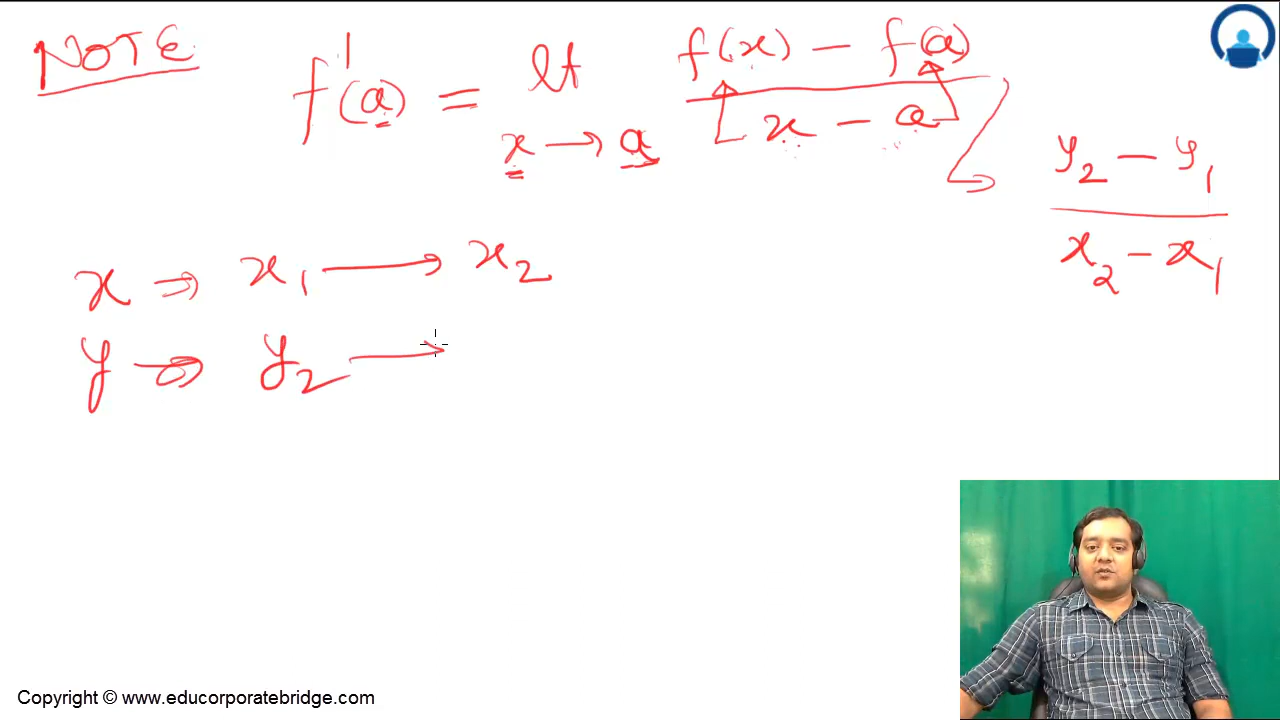 NOTE
f'(a) = lt x → a f(x) − f(a) / x − a
y2 − y1 / x2 − x1
x ⇒ x1 → x2
y ⇒ y2 →
Copyright © www.educorporatebridge.com